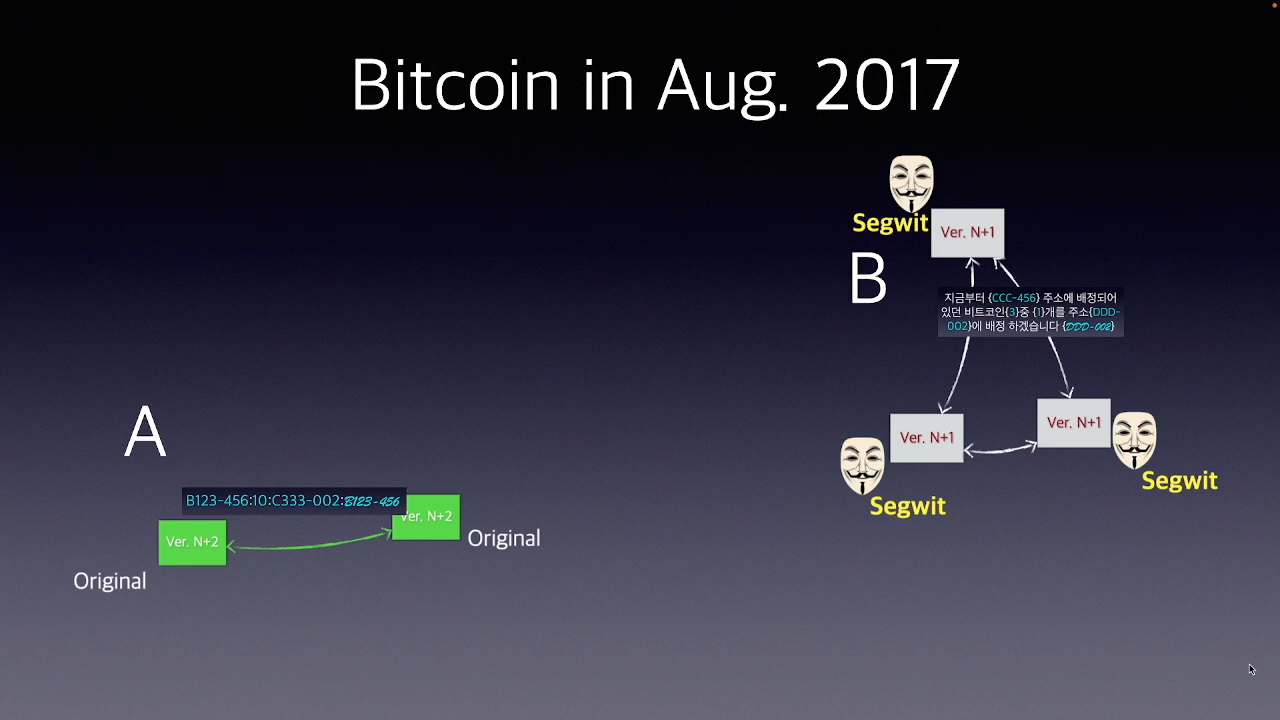 Bitcoin in Aug. 2017
Segwit
Ver. N+1
B
지금부터 {CCC-456} 주소에 배정되어
있던 비트코인{3}중 {1}개를 주소{DDD-
002}에 배정 하겠습니다 {DDD-002}
Ver. N+1
Ver. N+1
Segwit
Segwit
A
B123-456:10:C333-002:B123-456
Ver. N+2
Ver. N+2
Original
Original